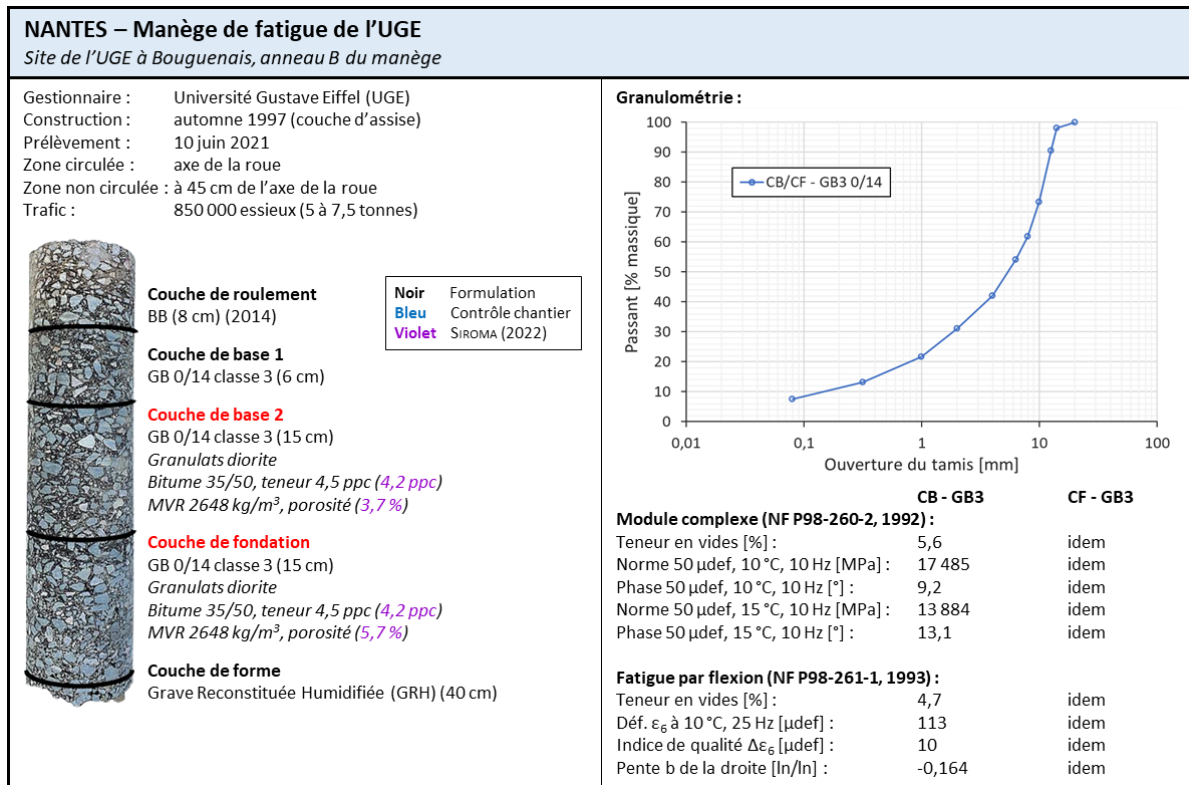 NANTES – Manège de fatigue de l’UGE
Site de l’UGE à Bouguenais, anneau B du manège
Gestionnaire : Université Gustave Eiffel (UGE)
Construction : automne 1997 (couche d’assise)
Prélèvement : 10 juin 2021
Zone circulée : axe de la roue
Zone non circulée : à 45 cm de l’axe de la roue
Trafic : 850 000 essieux (5 à 7,5 tonnes)
Couche de roulement
BB (8 cm) (2014)
Noir Formulation
Bleu Contrôle chantier
Violet SIROMA (2022)
Couche de base 1
GB 0/14 classe 3 (6 cm)
Couche de base 2
GB 0/14 classe 3 (15 cm)
Granulats diorite
Bitume 35/50, teneur 4,5 ppc (4,2 ppc)
MVR 2648 kg/m³, porosité (3,7 %)
Couche de fondation
GB 0/14 classe 3 (15 cm)
Granulats diorite
Bitume 35/50, teneur 4,5 ppc (4,2 ppc)
MVR 2648 kg/m³, porosité (5,7 %)
Couche de forme
Grave Reconstituée Humidifiée (GRH) (40 cm)
Granulométrie :
Passant [% massique]
100
90
80
70
60
50
40
30
20
10
0
CB/CF - GB3 0/14
0,01 0,1 1 10 100
Ouverture du tamis [mm]
CB - GB3 CF - GB3
Module complexe (NF P98-260-2, 1992) :
Teneur en vides [%] : 5,6 idem
Norme 50 µdef, 10 °C, 10 Hz [MPa] : 17 485 idem
Phase 50 µdef, 10 °C, 10 Hz [°] : 9,2 idem
Norme 50 µdef, 15 °C, 10 Hz [MPa] : 13 884 idem
Phase 50 µdef, 15 °C, 10 Hz [°] : 13,1 idem
Fatigue par flexion (NF P98-261-1, 1993) :
Teneur en vides [%] : 4,7 idem
Déf. ε₆ à 10 °C, 25 Hz [µdef] : 113 idem
Indice de qualité Δε₆ [µdef] : 10 idem
Pente b de la droite [ln/ln] : -0,164 idem